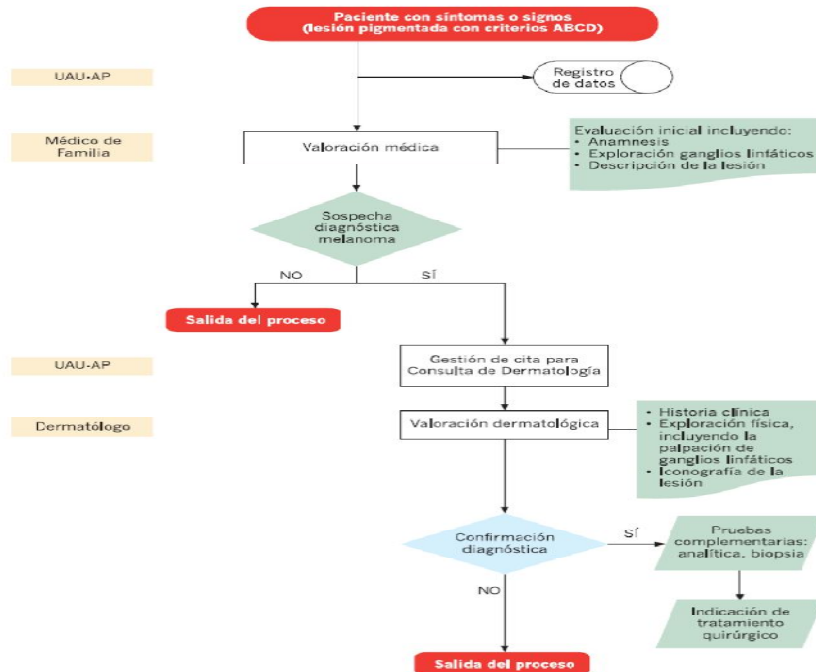 Paciente con síntomas o signos
(lesión pigmentada con criterios ABCD)
UAU-AP
Registro
de datos
Médico de
Familia
Valoración médica
Evaluación inicial incluyendo:
• Anamnesis
• Exploración ganglios linfáticos
• Descripción de la lesión
Sospecha
diagnóstica
melanoma
NO
SÍ
Salida del proceso
UAU-AP
Gestión de cita para
Consulta de Dermatología
Dermatólogo
Valoración dermatológica
• Historia clínica
• Exploración física,
incluyendo la
palpación de
ganglios linfáticos
• Iconografía de la
lesión
Confirmación
diagnóstica
SÍ
Pruebas
complementarias:
analítica, biopsia
NO
Indicación de
tratamiento
quirúrgico
Salida del proceso